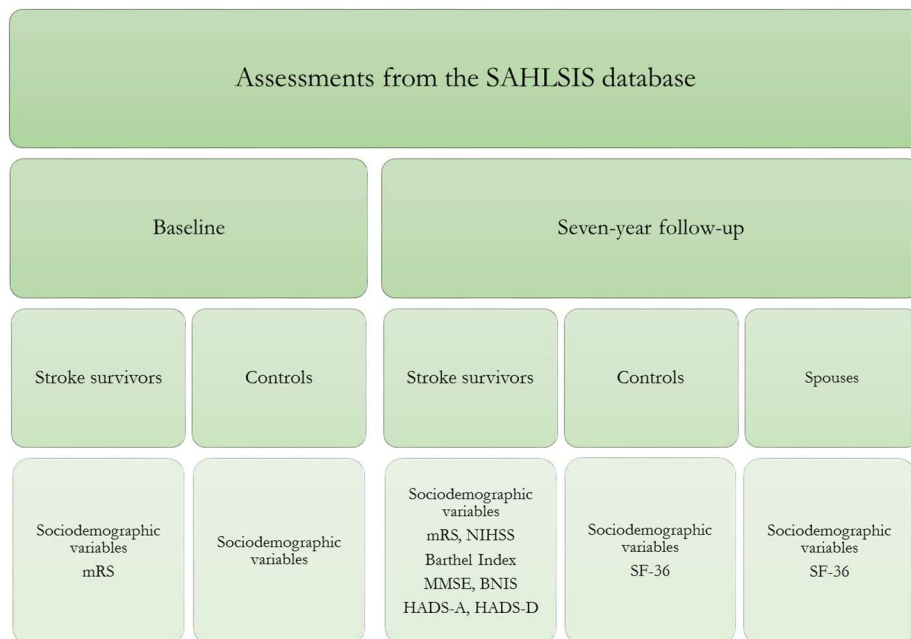 Assessments from the SAHLSIS database
Baseline
Seven-year follow-up
Stroke survivors
Controls
Stroke survivors
Controls
Spouses
Sociodemographic
variables
mRS
Sociodemographic
variables
Sociodemographic
variables
mRS, NIHSS
Barthel Index
MMSE, BNIS
HADS-A, HADS-D
Sociodemographic
variables
SF-36
Sociodemographic
variables
SF-36